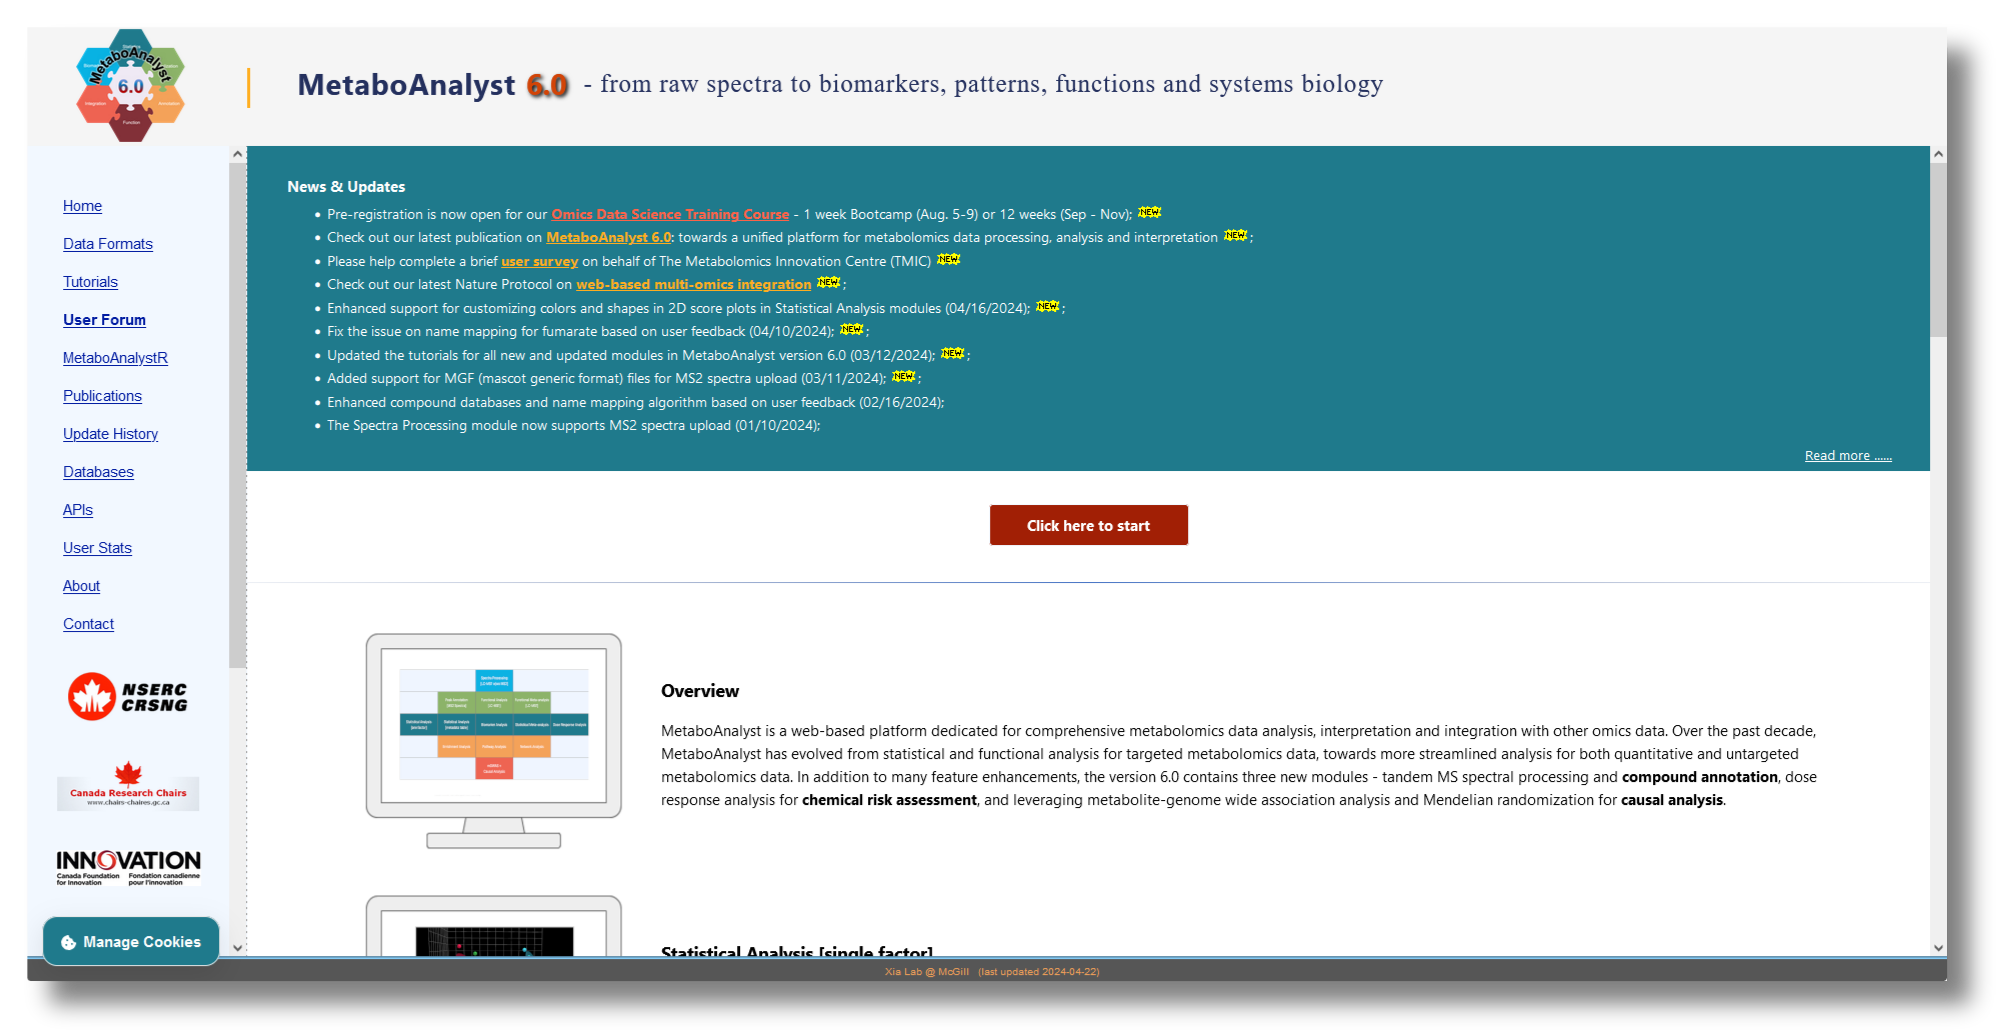 MetaboAnalyst
6.0
Integration
Function
MetaboAnalyst 6.0 - from raw spectra to biomarkers, patterns, functions and systems biology
Home
Data Formats
Tutorials
User Forum
MetaboAnalystR
Publications
Update History
Databases
APIs
User Stats
About
Contact
NSERC
CRSNG
Canada Research Chairs
www.chairs-chaires.gc.ca
INNOVATION
Canada Foundation Fondation canadienne
for Innovation pour l'innovation
Manage Cookies
News & Updates
• Pre-registration is now open for our Omics Data Science Training Course - 1 week Bootcamp (Aug. 5-9) or 12 weeks (Sep - Nov); NEW
• Check out our latest publication on MetaboAnalyst 6.0: towards a unified platform for metabolomics data processing, analysis and interpretation NEW ;
• Please help complete a brief user survey on behalf of The Metabolomics Innovation Centre (TMIC) NEW
• Check out our latest Nature Protocol on web-based multi-omics integration NEW ;
• Enhanced support for customizing colors and shapes in 2D score plots in Statistical Analysis modules (04/16/2024); NEW ;
• Fix the issue on name mapping for fumarate based on user feedback (04/10/2024); NEW ;
• Updated the tutorials for all new and updated modules in MetaboAnalyst version 6.0 (03/12/2024); NEW ;
• Added support for MGF (mascot generic format) files for MS2 spectra upload (03/11/2024); NEW ;
• Enhanced compound databases and name mapping algorithm based on user feedback (02/16/2024);
• The Spectra Processing module now supports MS2 spectra upload (01/10/2024);
Read more ......
Click here to start
Overview
MetaboAnalyst is a web-based platform dedicated for comprehensive metabolomics data analysis, interpretation and integration with other omics data. Over the past decade,
MetaboAnalyst has evolved from statistical and functional analysis for targeted metabolomics data, towards more streamlined analysis for both quantitative and untargeted
metabolomics data. In addition to many feature enhancements, the version 6.0 contains three new modules - tandem MS spectral processing and compound annotation, dose
response analysis for chemical risk assessment, and leveraging metabolite-genome wide association analysis and Mendelian randomization for causal analysis.
Statistical Analysis [single factor]
Xia Lab @ McGill (last updated 2024-04-22)